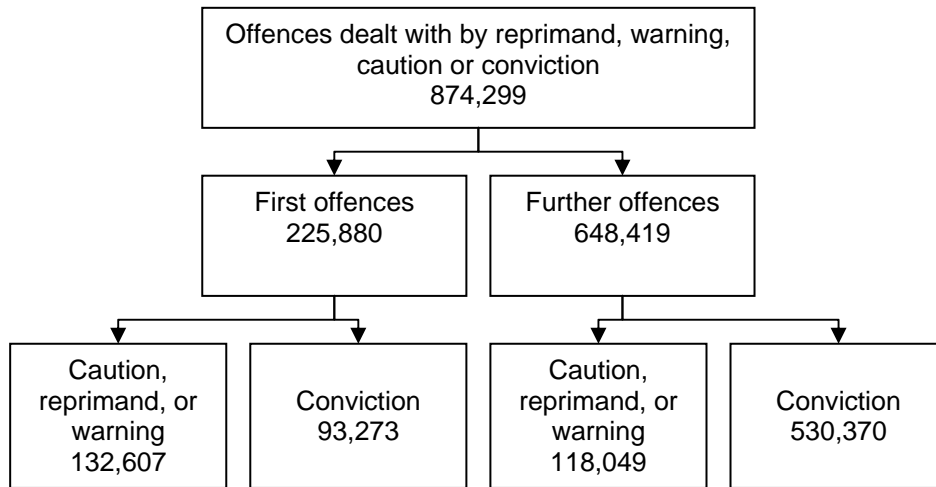 Offences dealt with by reprimand, warning,
caution or conviction
874,299
First offences
225,880
Further offences
648,419
Caution,
reprimand, or
warning
132,607
Conviction
93,273
Caution,
reprimand, or
warning
118,049
Conviction
530,370